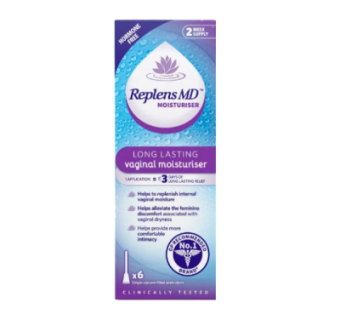 HORMONE
FREE
2 WEEK
SUPPLY
Replens MD™
MOISTURISER
LONG LASTING
vaginal moisturiser
1 APPLICATION = 3 DAYS OF
LONG LASTING RELIEF
Helps to replenish internal
vaginal moisture
Helps alleviate the feminine
discomfort associated with
vaginal dryness
Helps provide more
comfortable
intimacy
RECOMMENDED
No.1
BRAND
x6
CLINICALLY TESTED